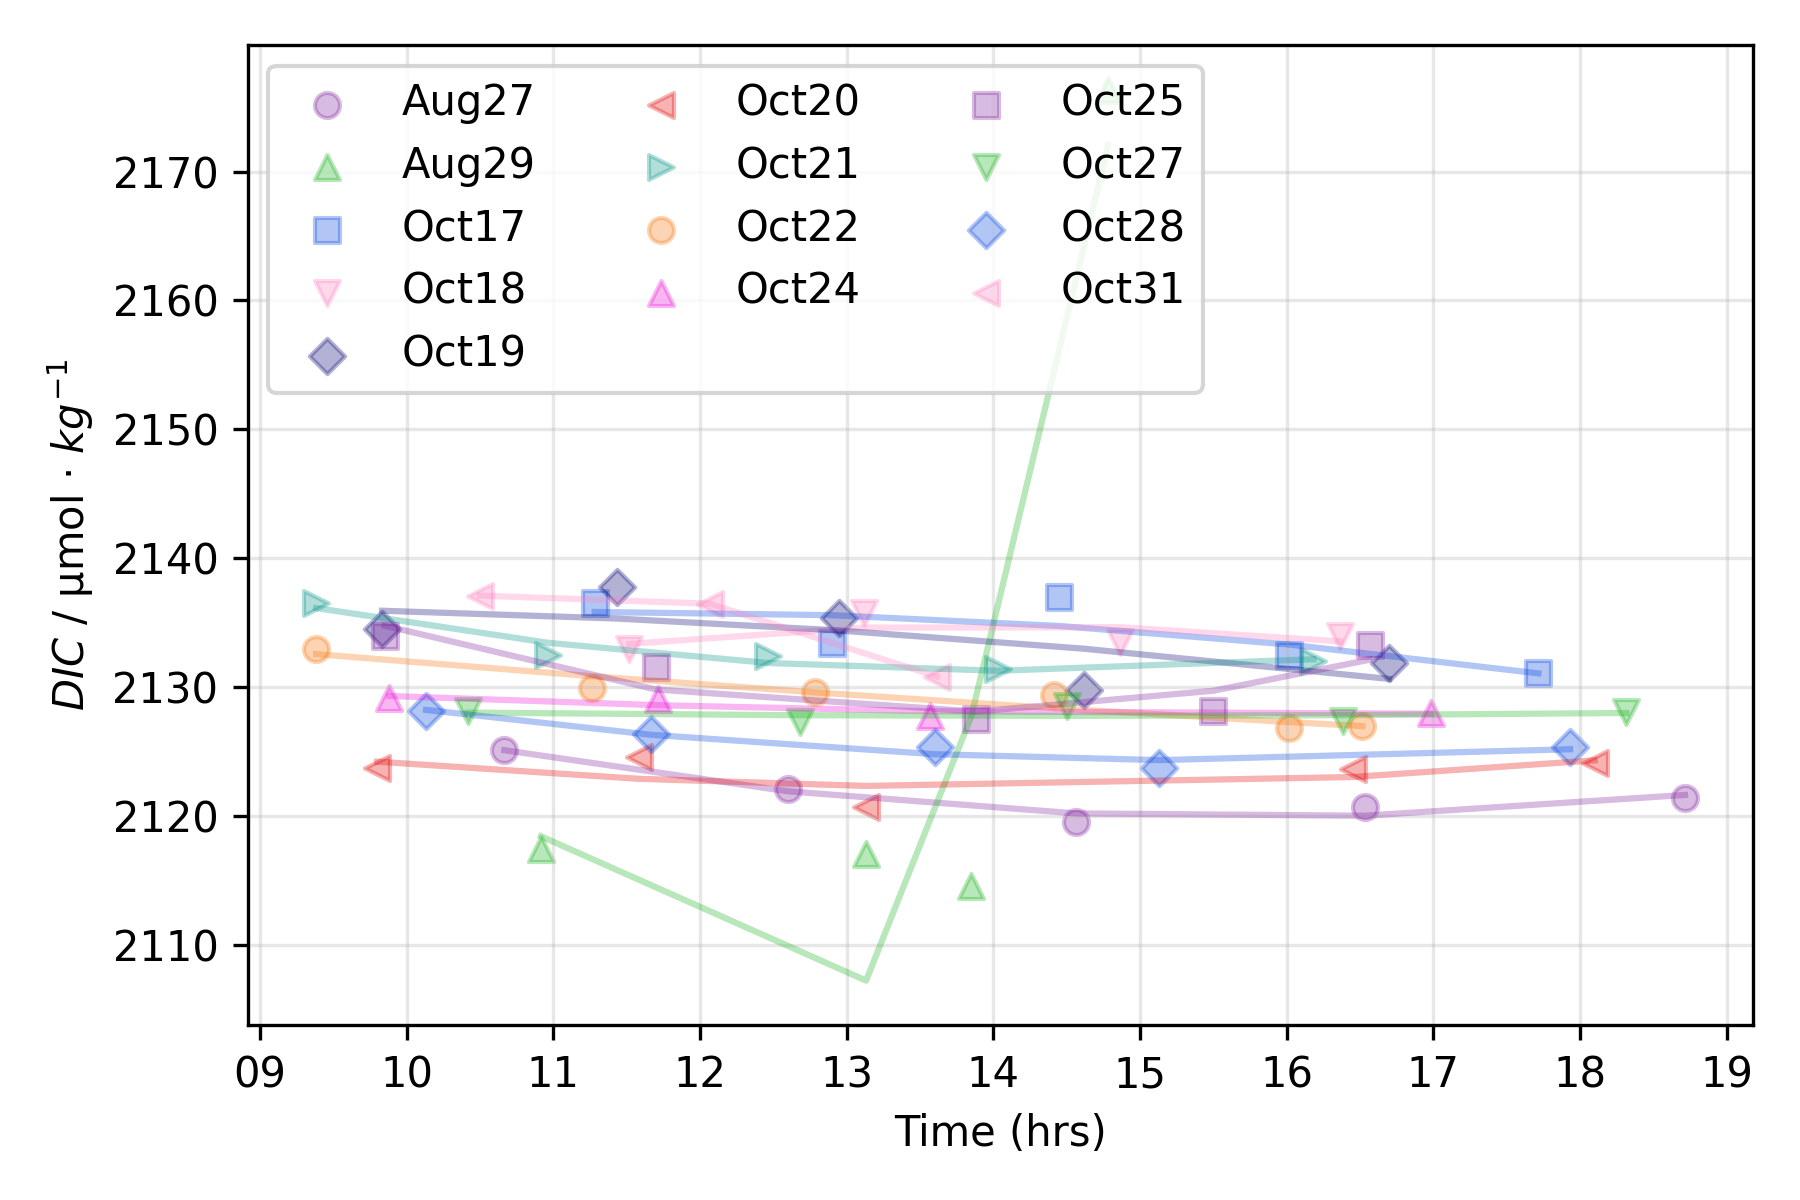 Aug27
Aug29
Oct17
Oct18
Oct19
Oct20
Oct21
Oct22
Oct24
Oct25
Oct27
Oct28
Oct31
2170
2160
2150
2140
2130
2120
2110
DIC / µmol · kg⁻¹
09 10 11 12 13 14 15 16 17 18 19
Time (hrs)